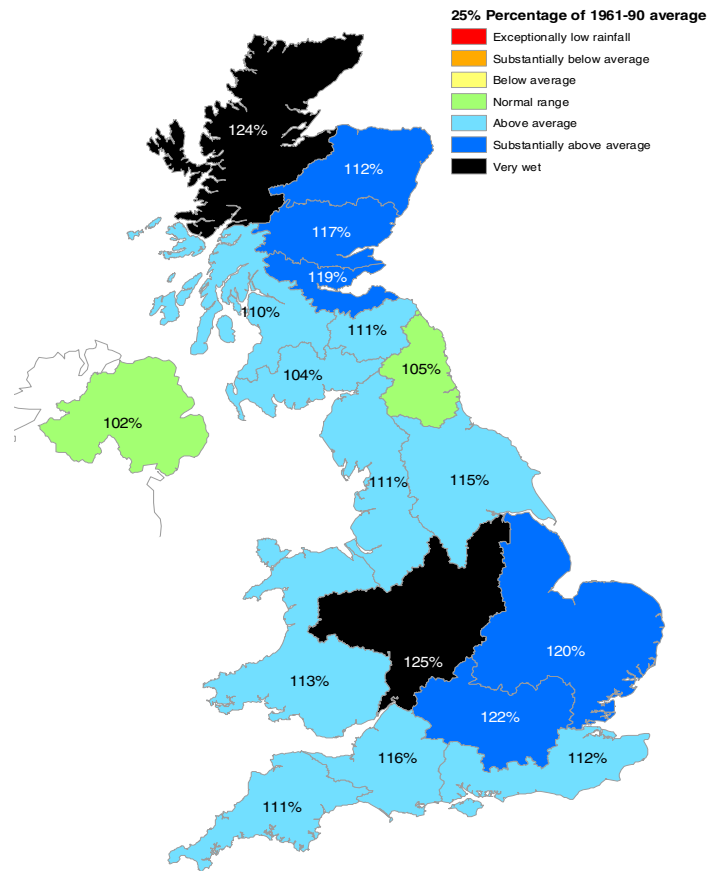 25% Percentage of 1961-90 average
Exceptionally low rainfall
Substantially below average
Below average
Normal range
Above average
Substantially above average
Very wet
124%
112%
117%
119%
110%
111%
104%
105%
102%
111%
115%
125%
120%
113%
122%
116%
112%
111%